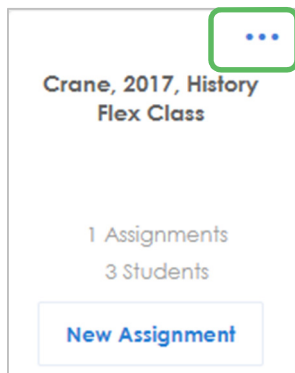 Crane, 2017, History
Flex Class
1 Assignments
3 Students
New Assignment